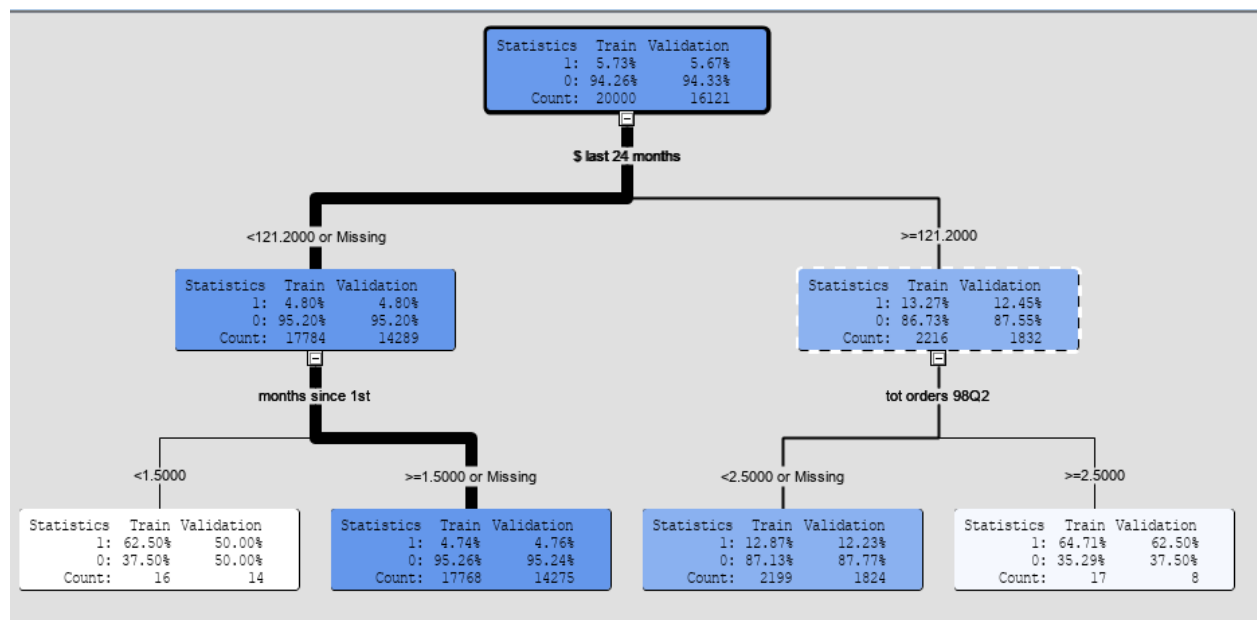 Statistics Train Validation
1: 5.73% 5.67%
0: 94.26% 94.33%
Count: 20000 16121
$ last 24 months
<121.2000 or Missing
>=121.2000
Statistics Train Validation
1: 4.80% 4.80%
0: 95.20% 95.20%
Count: 17784 14289
Statistics Train Validation
1: 13.27% 12.45%
0: 86.73% 87.55%
Count: 2216 1832
months since 1st
tot orders 98Q2
<1.5000
>=1.5000 or Missing
<2.5000 or Missing
>=2.5000
Statistics Train Validation
1: 62.50% 50.00%
0: 37.50% 50.00%
Count: 16 14
Statistics Train Validation
1: 4.74% 4.76%
0: 95.26% 95.24%
Count: 17768 14275
Statistics Train Validation
1: 12.87% 12.23%
0: 87.13% 87.77%
Count: 2199 1824
Statistics Train Validation
1: 64.71% 62.50%
0: 35.29% 37.50%
Count: 17 8